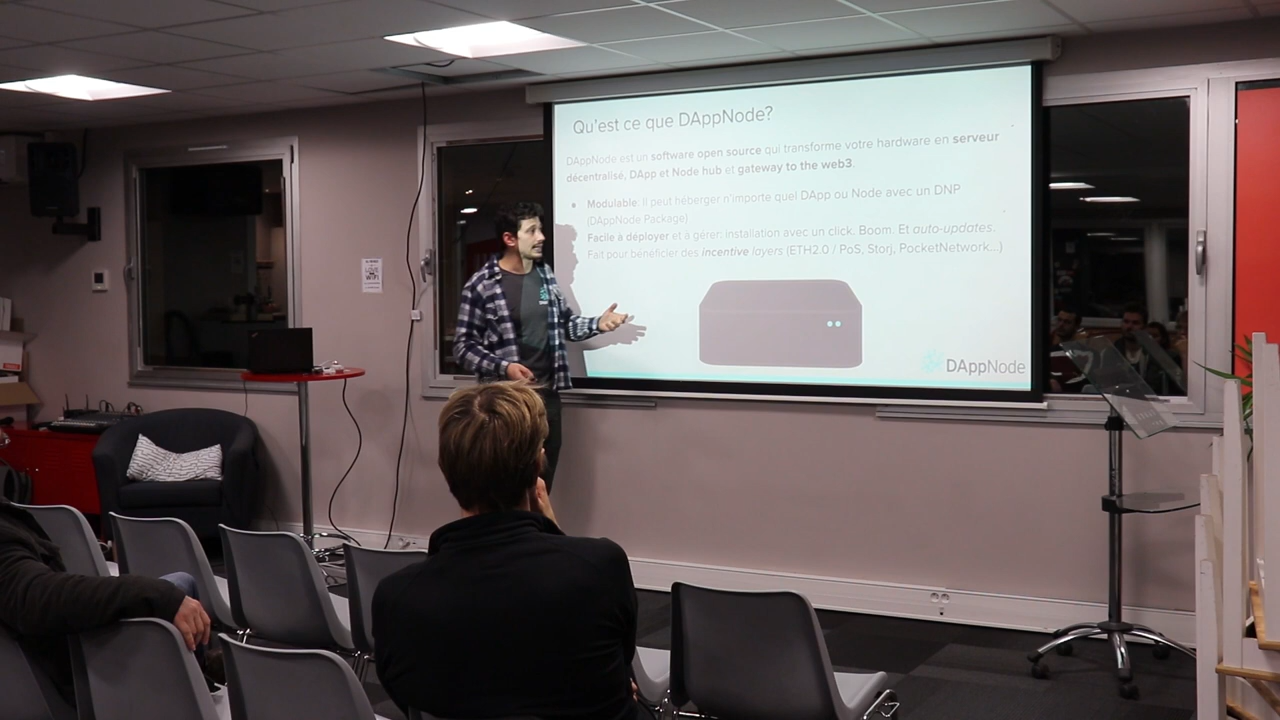 Qu'est ce que DAppNode?
DAppNode est un software open source qui transforme votre hardware en serveur
décentralisé, DApp et Node hub et gateway to the web3.
Modulable: il peut héberger n'importe quel DApp ou Node avec un DNP
(DAppNode Package)
Facile à déployer et à gérer: installation avec un click. Boom. Et auto-updates.
Fait pour bénéficier des incentive layers (ETH2.0 / PoS, Storj, PocketNetwork...)
DAppNode
LOVE
WIFI